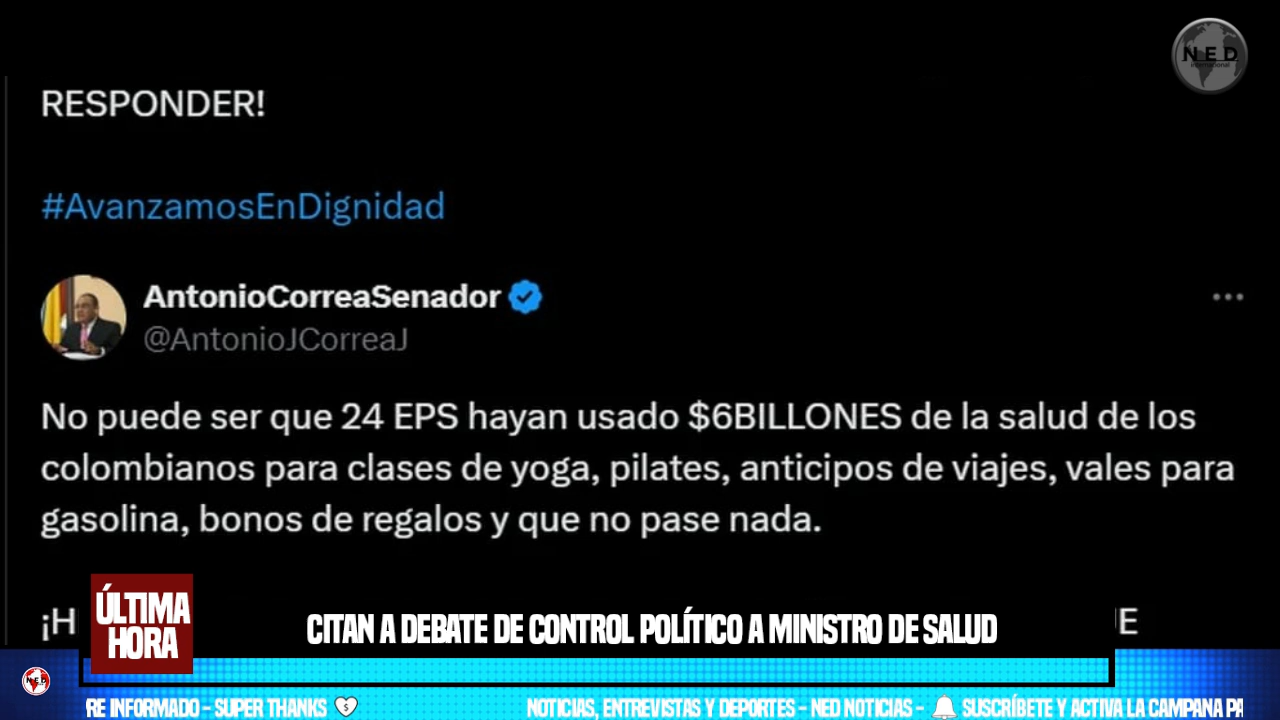 NED
international
RESPONDER!
#AvanzamosEnDignidad
AntonioCorreaSenador
@AntonioJCorreaJ
No puede ser que 24 EPS hayan usado $6BILLONES de la salud de los
colombianos para clases de yoga, pilates, anticipos de viajes, vales para
gasolina, bonos de regalos y que no pase nada.
¡H
ÚLTIMA
HORA
CITAN A DEBATE DE CONTROL POLÍTICO A MINISTRO DE SALUD
NED
RE INFORMADO - SUPER THANKS
NOTICIAS, ENTREVISTAS Y DEPORTES - NED NOTICIAS -
SUSCRÍBETE Y ACTIVA LA CAMPANA PA